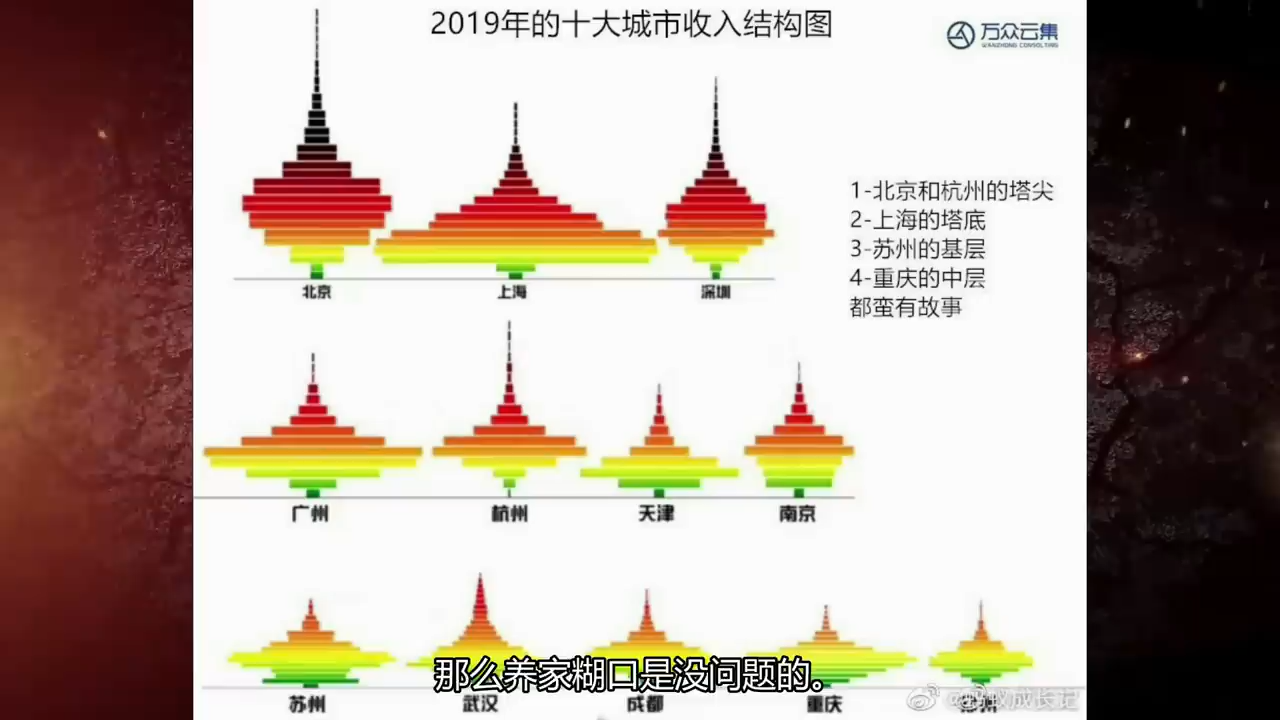 2019年的十大城市收入结构图
万众云集
WANZHONG CONSULTING
1-北京和杭州的塔尖
2-上海的塔底
3-苏州的基层
4-重庆的中层
都蛮有故事
北京 上海 深圳
广州 杭州 天津 南京
那么养家糊口是没问题的。
苏州 武汉 成都 重庆